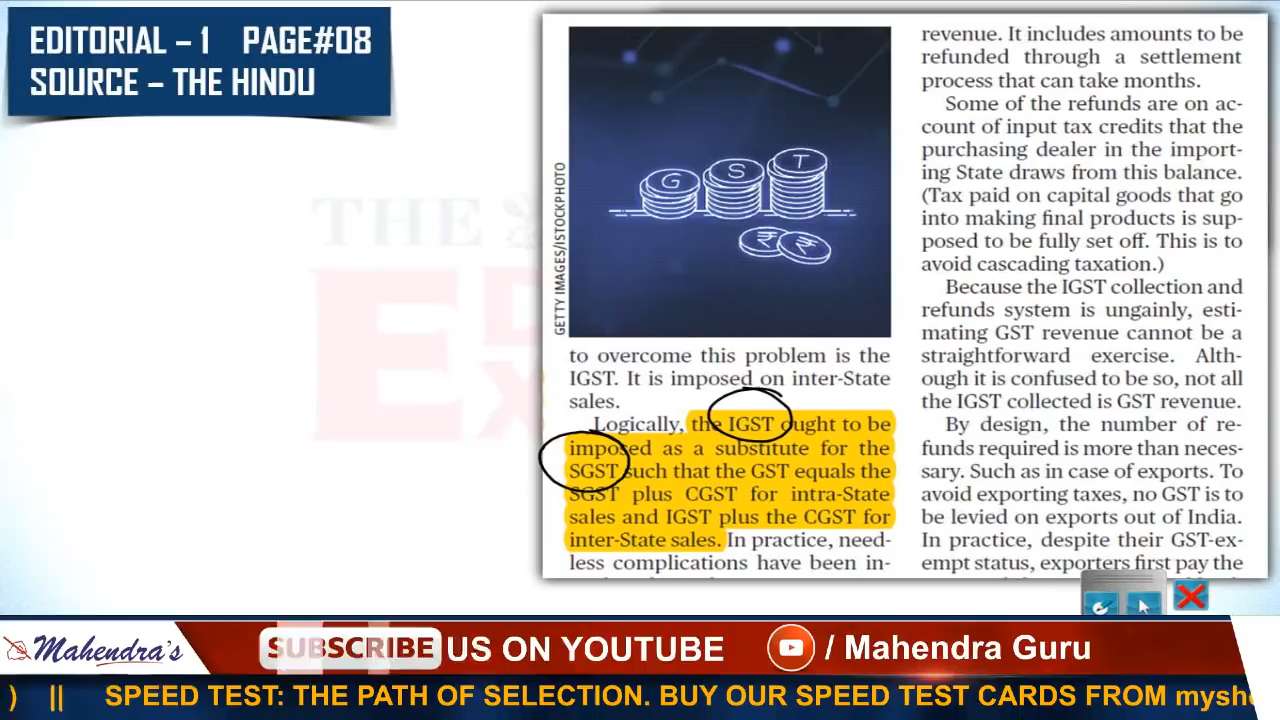 EDITORIAL – 1 PAGE#08
SOURCE – THE HINDU
THE
G S T
GETTY IMAGES/ISTOCKPHOTO
to overcome this problem is the
IGST. It is imposed on inter-State
sales.
Logically, the IGST ought to be
imposed as a substitute for the
SGST such that the GST equals the
SGST plus CGST for intra-State
sales and IGST plus the CGST for
inter-State sales. In practice, need-
less complications have been in-
revenue. It includes amounts to be
refunded through a settlement
process that can take months.
Some of the refunds are on ac-
count of input tax credits that the
purchasing dealer in the import-
ing State draws from this balance.
(Tax paid on capital goods that go
into making final products is sup-
posed to be fully set off. This is to
avoid cascading taxation.)
Because the IGST collection and
refunds system is ungainly, esti-
mating GST revenue cannot be a
straightforward exercise. Alth-
ough it is confused to be so, not all
the IGST collected is GST revenue.
By design, the number of re-
funds required is more than neces-
sary. Such as in case of exports. To
avoid exporting taxes, no GST is to
be levied on exports out of India.
In practice, despite their GST-ex-
empt status, exporters first pay the
Mahendra's
SUBSCRIBE US ON YOUTUBE / Mahendra Guru
) || SPEED TEST: THE PATH OF SELECTION. BUY OUR SPEED TEST CARDS FROM